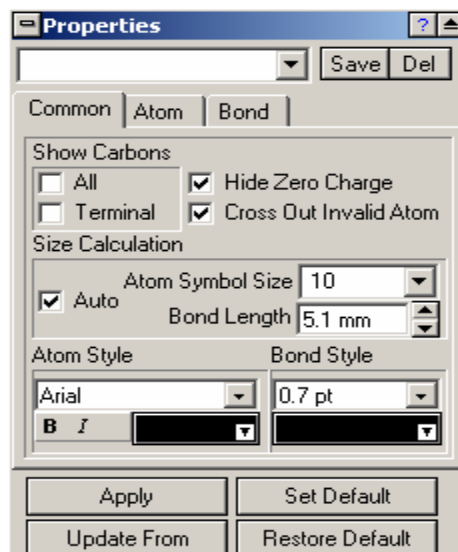 Properties ?
Save Del
Common Atom Bond
Show Carbons
All Hide Zero Charge
Terminal Cross Out Invalid Atom
Size Calculation
Auto Atom Symbol Size 10
Bond Length 5.1 mm
Atom Style Bond Style
Arial 0.7 pt
B I
Apply Set Default
Update From Restore Default